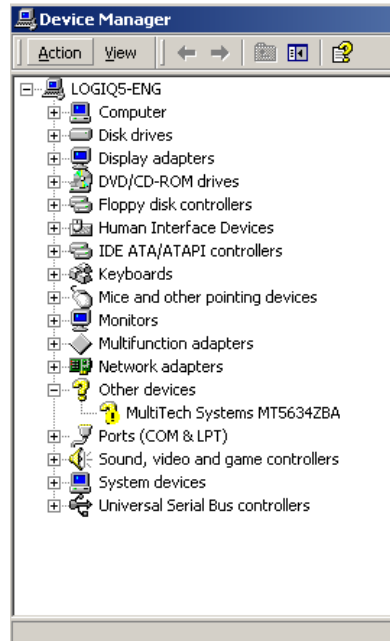 Device Manager
Action View
LOGIQ5-ENG
Computer
Disk drives
Display adapters
DVD/CD-ROM drives
Floppy disk controllers
Human Interface Devices
IDE ATA/ATAPI controllers
Keyboards
Mice and other pointing devices
Monitors
Multifunction adapters
Network adapters
Other devices
MultiTech Systems MT5634ZBA
Ports (COM & LPT)
Sound, video and game controllers
System devices
Universal Serial Bus controllers